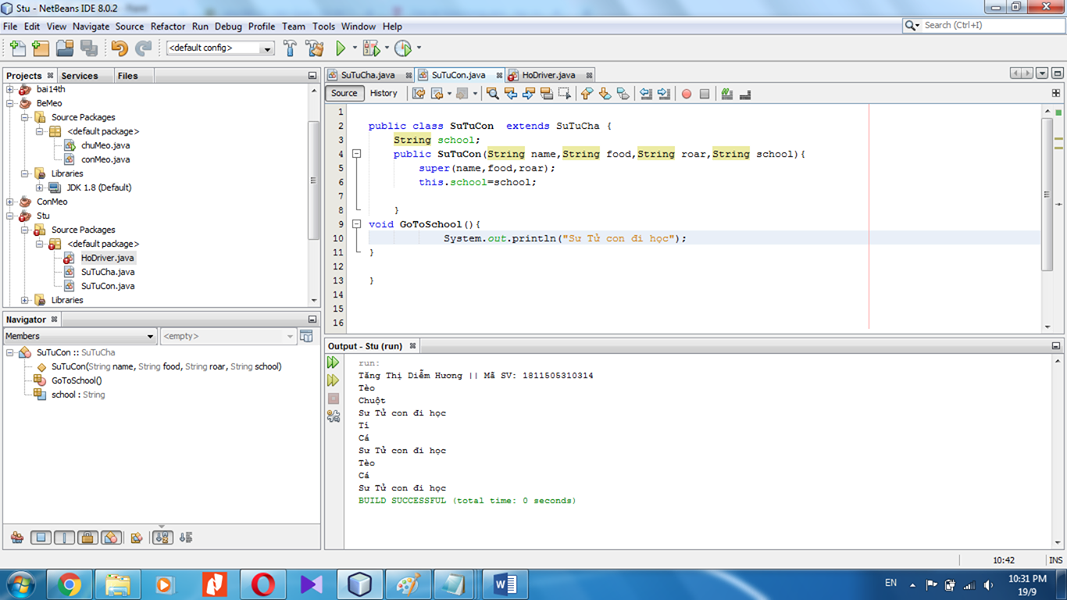 Stu - NetBeans IDE 8.0.2
File Edit View Navigate Source Refactor Run Debug Profile Team Tools Window Help
Search (Ctrl+I)
<default config>
Projects Services Files
bai14th
BeMeo
Source Packages
<default package>
chuMeo.java
conMeo.java
Libraries
JDK 1.8 (Default)
ConMeo
Stu
Source Packages
<default package>
HoDriver.java
SuTuCha.java
SuTuCon.java
Libraries
Navigator
Members <empty>
SuTuCon :: SuTuCha
SuTuCon(String name, String food, String roar, String school)
GoToSchool()
school : String
SuTuCha.java SuTuCon.java HoDriver.java
Source History
1
2 public class SuTuCon extends SuTuCha {
3 String school;
4 public SuTuCon(String name,String food,String roar,String school){
5 super(name,food,roar);
6 this.school=school;
7
8 }
9 void GoToSchool(){
10 System.out.println("Sư Tử con đi học");
11 }
12
13 }
14
15
16
Output - Stu (run)
run:
Tăng Thị Diễm Hương || Mã SV: 1811505310314
Tèo
Chuột
Sư Tử con đi học
Tí
Cá
Sư Tử con đi học
Tèo
Cá
Sư Tử con đi học
BUILD SUCCESSFUL (total time: 0 seconds)
10:42 INS
EN
10:31 PM
19/9